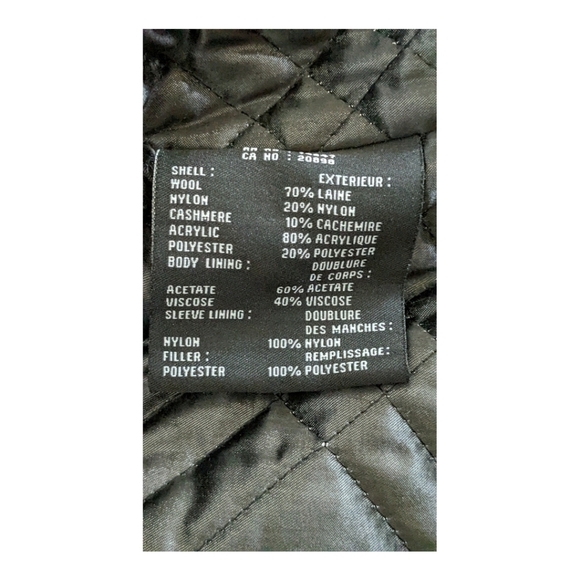 CA NO : 20898
SHELL : EXTERIEUR :
WOOL 70% LAINE
NYLON 20% NYLON
CASHMERE 10% CACHEMIRE
ACRYLIC 80% ACRYLIQUE
POLYESTER 20% POLYESTER
BODY LINING : DOUBLURE
DE CORPS :
ACETATE 60% ACETATE
VISCOSE 40% VISCOSE
SLEEVE LINING : DOUBLURE
DES MANCHES :
NYLON 100% NYLON
FILLER : REMPLISSAGE:
POLYESTER 100% POLYESTER